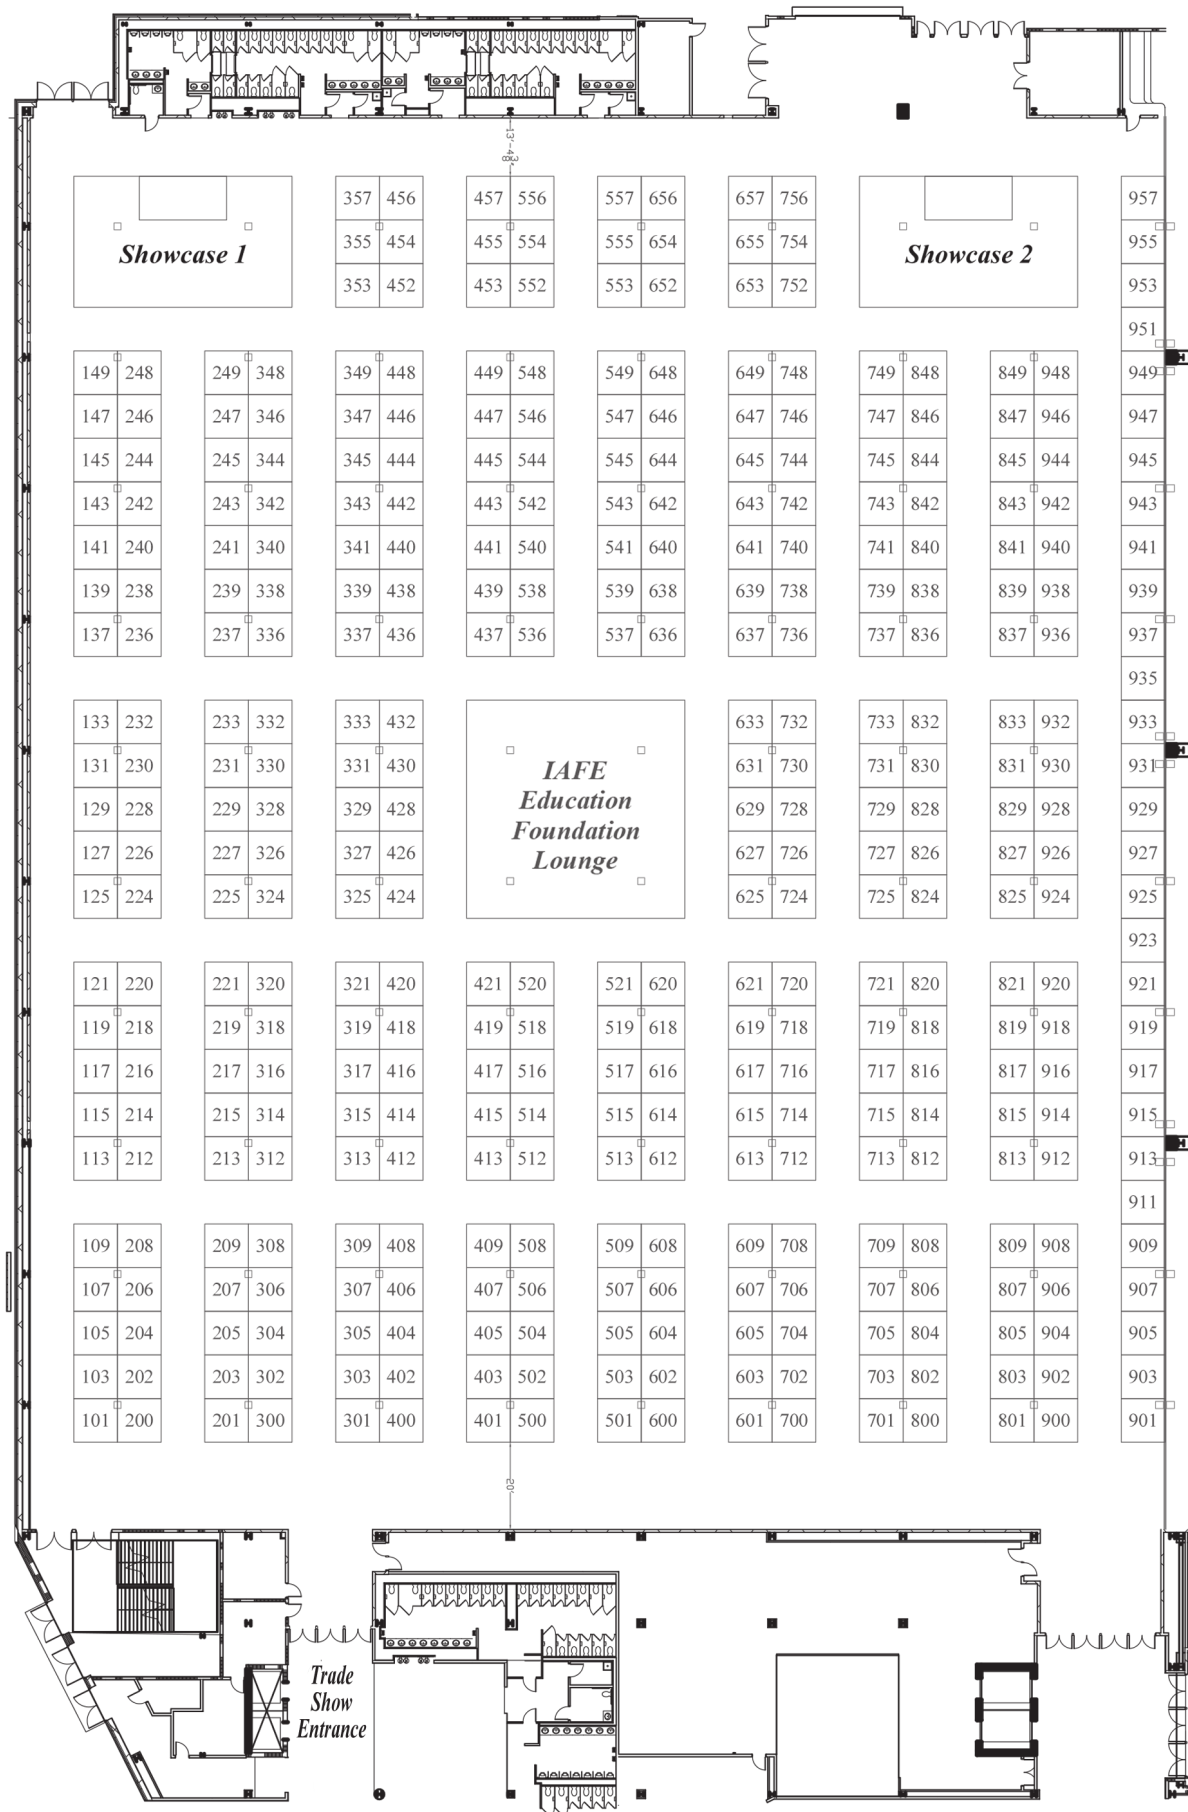 13'-4 3/8"
357 456 457 556 557 656 657 756 957
Showcase 1 355 454 455 554 555 654 655 754 Showcase 2 955
353 452 453 552 553 652 653 752 953
951
149 248 249 348 349 448 449 548 549 648 649 748 749 848 849 948 949
147 246 247 346 347 446 447 546 547 646 647 746 747 846 847 946 947
145 244 245 344 345 444 445 544 545 644 645 744 745 844 845 944 945
143 242 243 342 343 442 443 542 543 642 643 742 743 842 843 942 943
141 240 241 340 341 440 441 540 541 640 641 740 741 840 841 940 941
139 238 239 338 339 438 439 538 539 638 639 738 739 838 839 938 939
137 236 237 336 337 436 437 536 537 636 637 736 737 836 837 936 937
935
133 232 233 332 333 432 633 732 733 832 833 932 933
131 230 231 330 331 430 IAFE 631 730 731 830 831 930 931
129 228 229 328 329 428 Education 629 728 729 828 829 928 929
Foundation
127 226 227 326 327 426 Lounge 627 726 727 826 827 926 927
125 224 225 324 325 424 625 724 725 824 825 924 925
923
121 220 221 320 321 420 421 520 521 620 621 720 721 820 821 920 921
119 218 219 318 319 418 419 518 519 618 619 718 719 818 819 918 919
117 216 217 316 317 416 417 516 517 616 617 716 717 816 817 916 917
115 214 215 314 315 414 415 514 515 614 615 714 715 814 815 914 915
113 212 213 312 313 412 413 512 513 612 613 712 713 812 813 912 913
911
109 208 209 308 309 408 409 508 509 608 609 708 709 808 809 908 909
107 206 207 306 307 406 407 506 507 606 607 706 707 806 807 906 907
105 204 205 304 305 404 405 504 505 604 605 704 705 804 805 904 905
103 202 203 302 303 402 403 502 503 602 603 702 703 802 803 902 903
101 200 201 300 301 400 401 500 501 600 601 700 701 800 801 900 901
20'
Trade
Show
Entrance